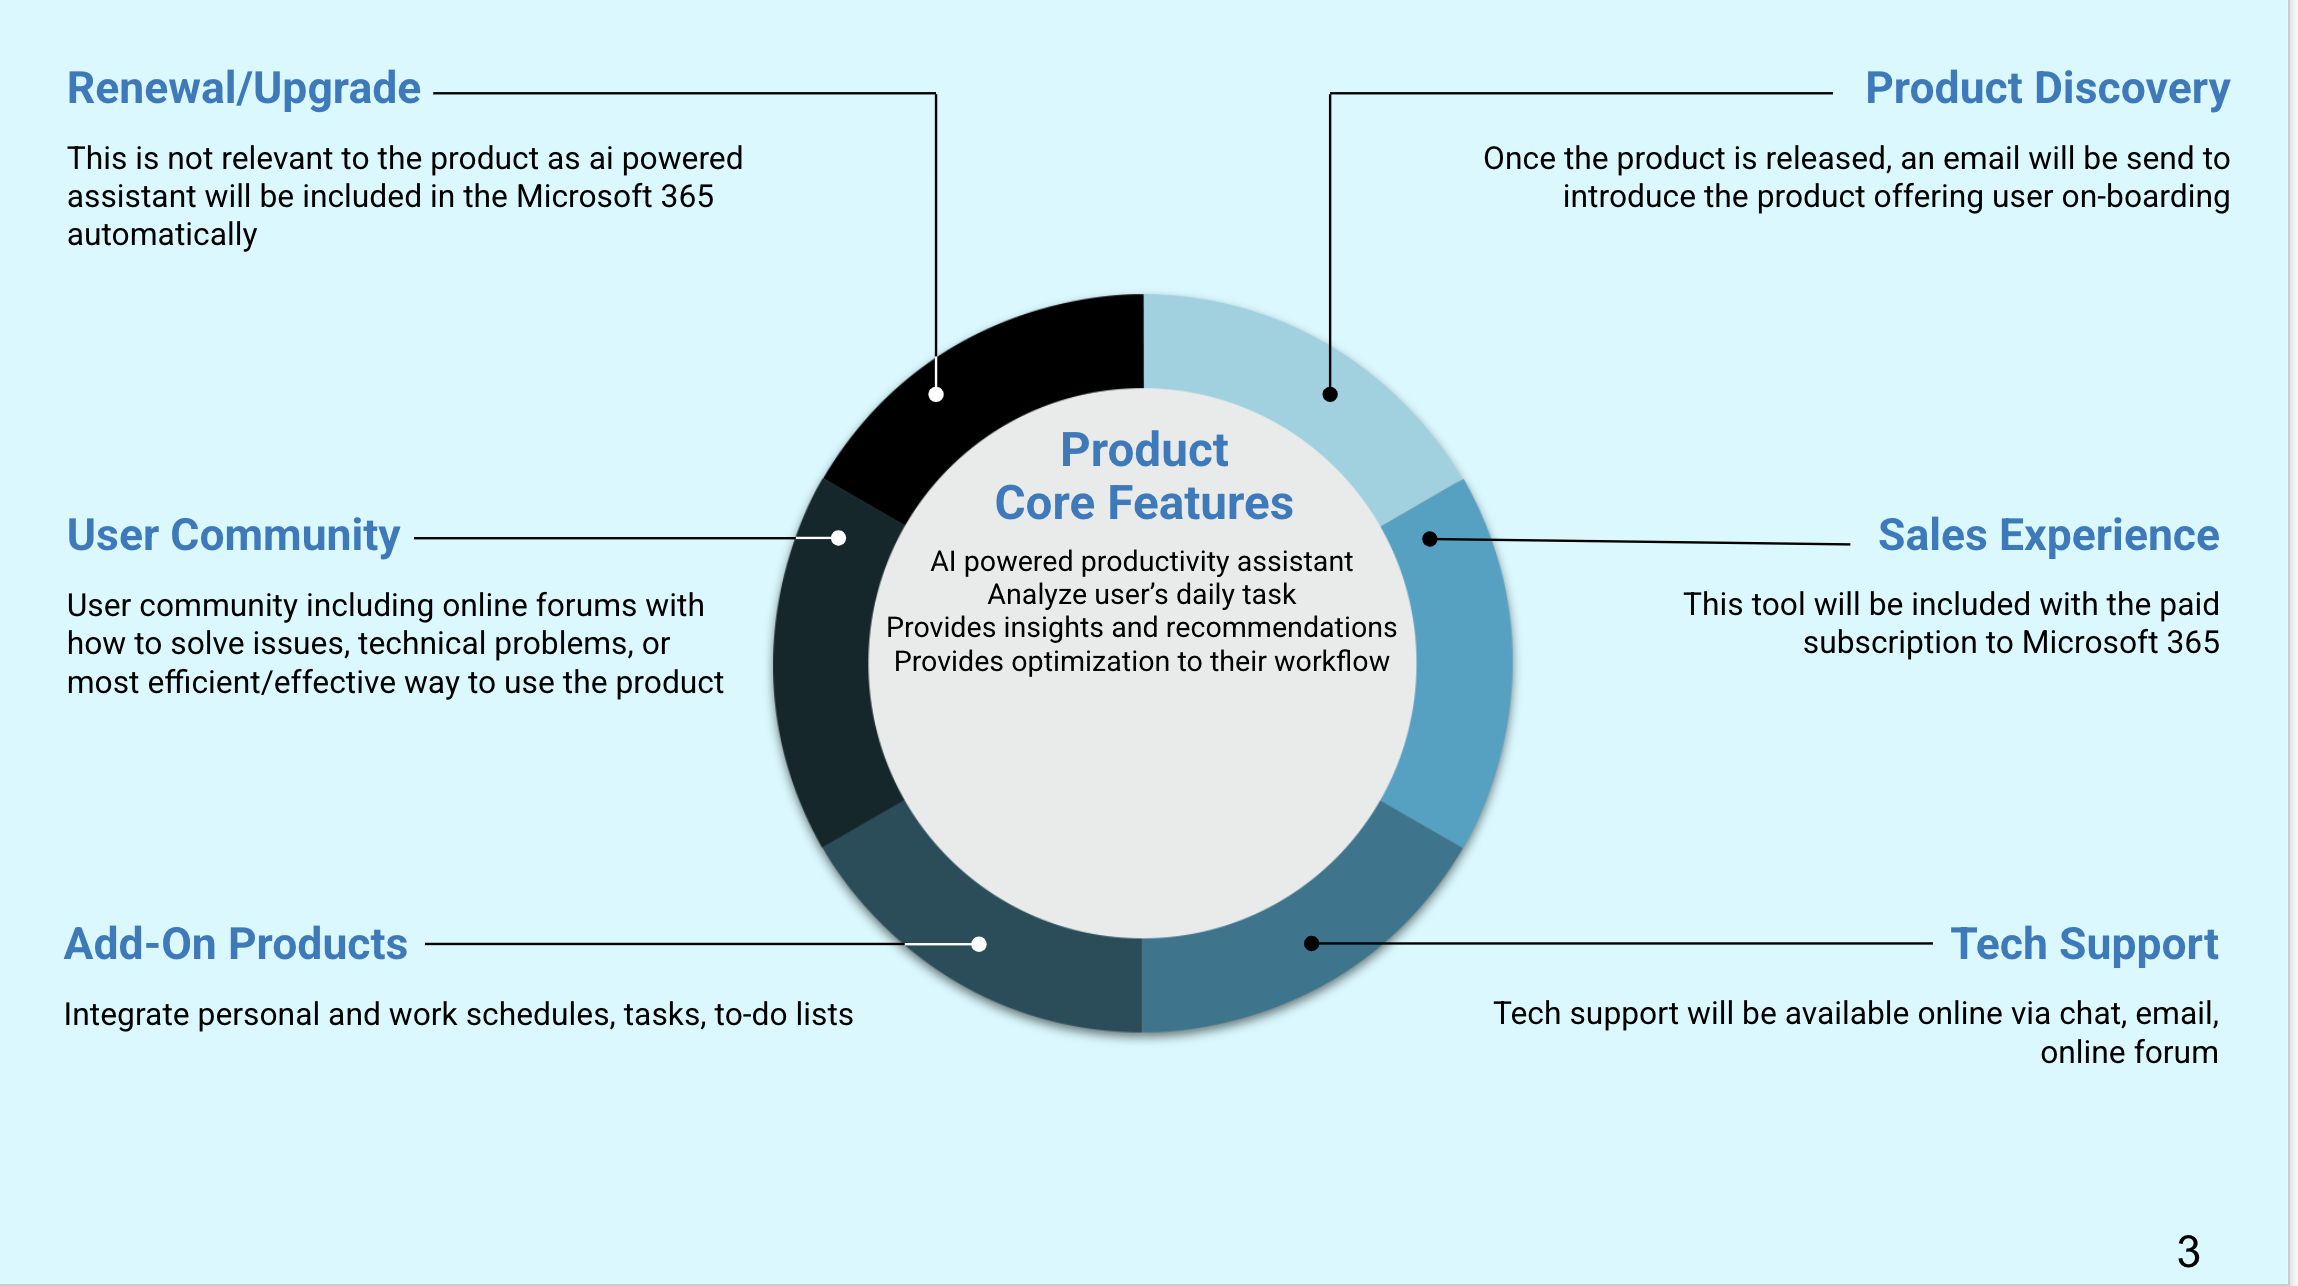 Renewal/Upgrade
This is not relevant to the product as ai powered
assistant will be included in the Microsoft 365
automatically
Product Discovery
Once the product is released, an email will be send to
introduce the product offering user on-boarding
Product
Core Features
AI powered productivity assistant
Analyze user’s daily task
Provides insights and recommendations
Provides optimization to their workflow
User Community
User community including online forums with
how to solve issues, technical problems, or
most efficient/effective way to use the product
Sales Experience
This tool will be included with the paid
subscription to Microsoft 365
Add-On Products
Integrate personal and work schedules, tasks, to-do lists
Tech Support
Tech support will be available online via chat, email,
online forum
3